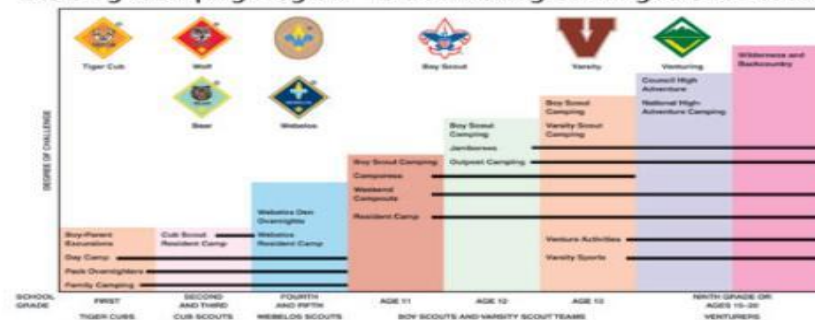 Tiger Cub
Wolf
Boy Scout
Varsity
Venturing
Bear
Webelos
DEGREE OF CHALLENGE
Boy-Parent
Excursions
Day Camp
Pack Overnighters
Family Camping
Cub Scout
Resident Camp
Webelos Den
Overnights
Webelos
Resident Camp
Boy Scout Camping
Camporees
Weekend
Campouts
Resident Camp
Boy Scout
Camping
Jamborees
Outpost Camping
Boy Scout
Camping
Varsity Scout
Camping
Venture Activities
Varsity Sports
Council High
Adventure
National High-
Adventure Camping
Wilderness and
Backcountry
SCHOOL
GRADE
FIRST
SECOND
AND THIRD
FOURTH
AND FIFTH
AGE 11
AGE 12
AGE 13
NINTH GRADE OR
AGES 15–20
TIGER CUBS
CUB SCOUTS
WEBELOS SCOUTS
BOY SCOUTS AND VARSITY SCOUT TEAMS
VENTURERS